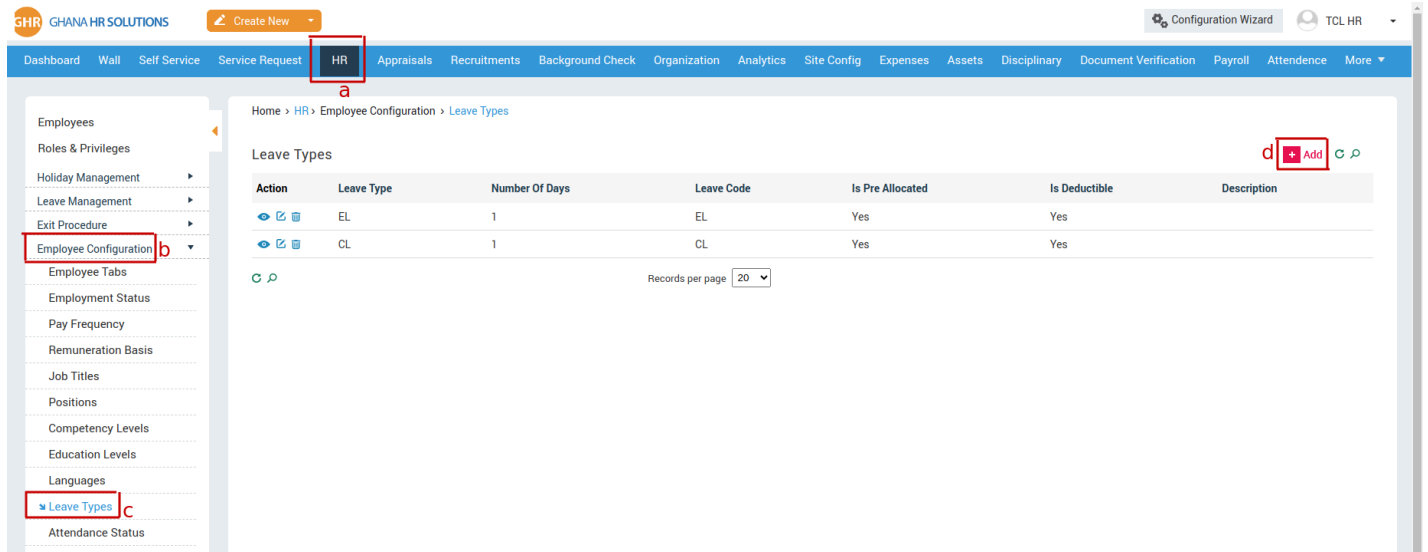 GHR GHANA HR SOLUTIONS Create New Configuration Wizard TCL HR
Dashboard Wall Self Service Service Request HR Appraisals Recruitments Background Check Organization Analytics Site Config Expenses Assets Disciplinary Document Verification Payroll Attendence More
a
Home > HR > Employee Configuration > Leave Types
Employees
Roles & Privileges
Holiday Management
Leave Management
Exit Procedure
Employee Configuration b
Employee Tabs
Employment Status
Pay Frequency
Remuneration Basis
Job Titles
Positions
Competency Levels
Education Levels
Languages
Leave Types c
Attendance Status
Leave Types d + Add
Action Leave Type Number Of Days Leave Code Is Pre Allocated Is Deductible Description
EL 1 EL Yes Yes
CL 1 CL Yes Yes
Records per page 20